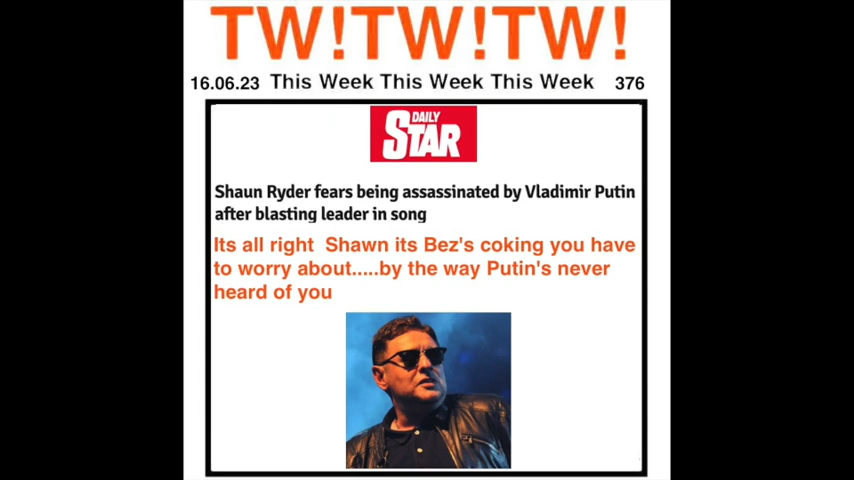 TW!TW!TW!
16.06.23 This Week This Week This Week 376
DAILY
STAR
Shaun Ryder fears being assassinated by Vladimir Putin
after blasting leader in song
Its all right Shawn its Bez's coking you have
to worry about.....by the way Putin's never
heard of you